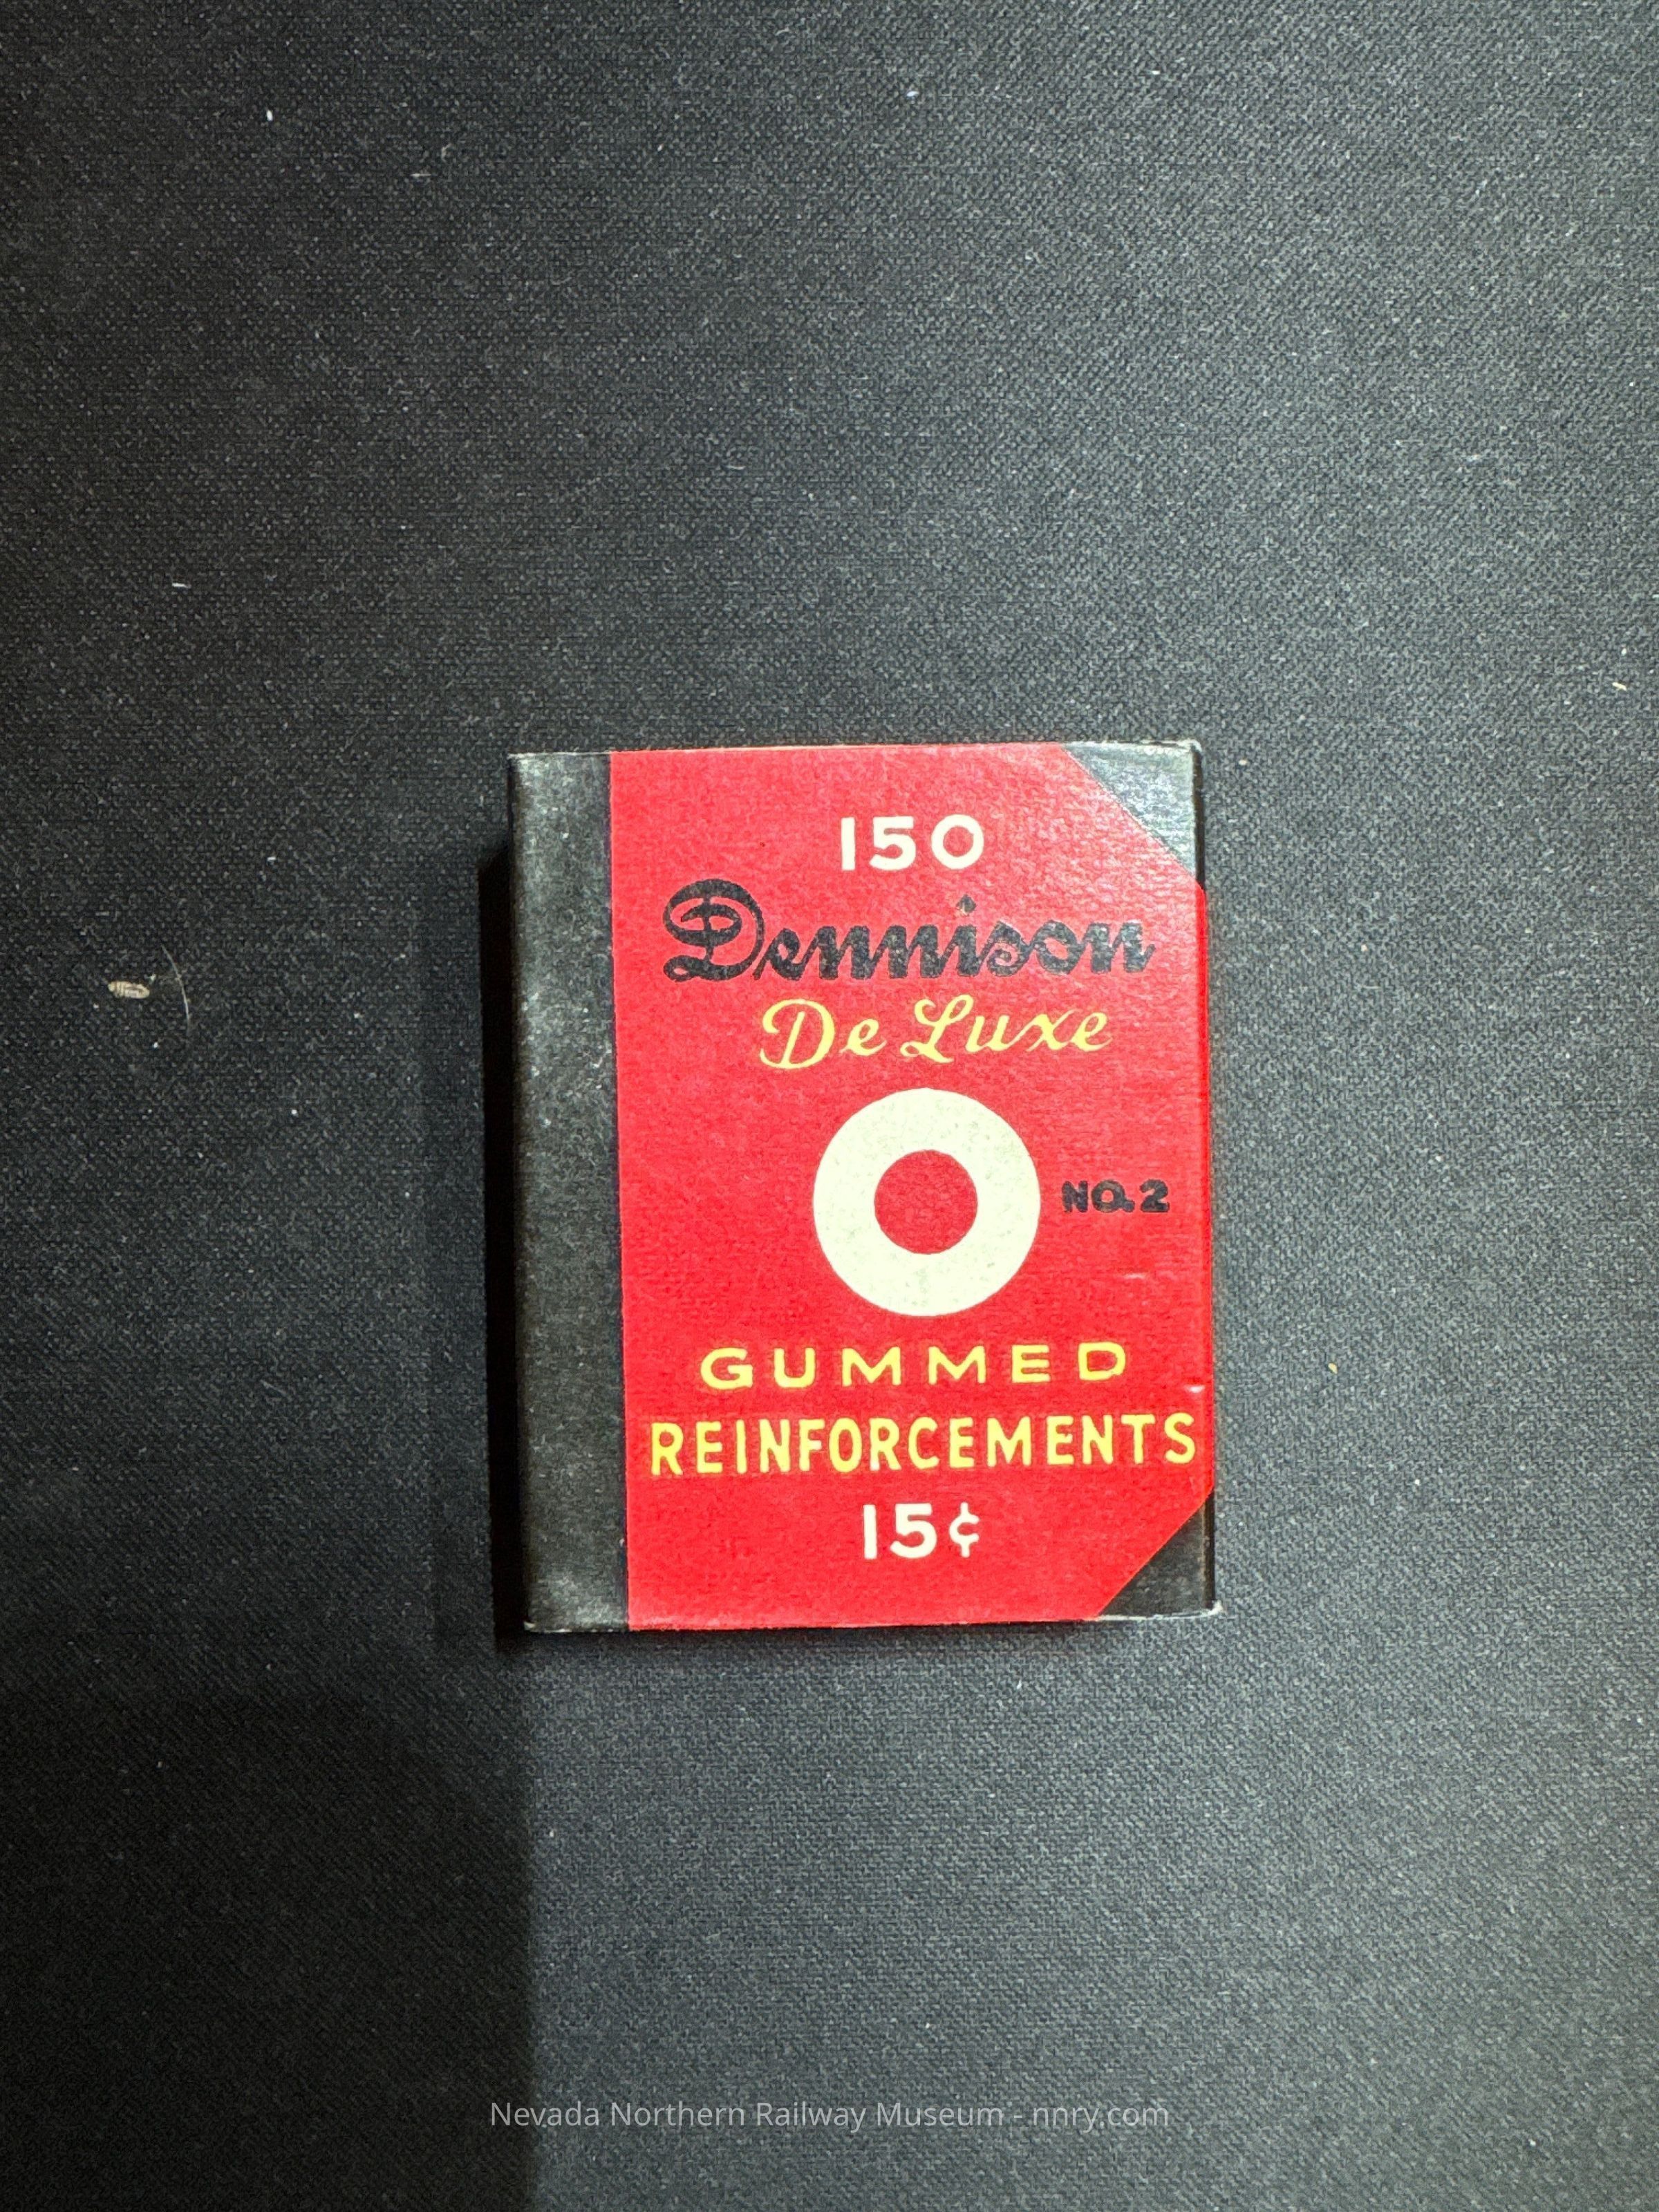 150
Dennison
De Luxe
NO. 2
GUMMED
REINFORCEMENTS
15¢
Nevada Northern Railway Museum - nnry.com